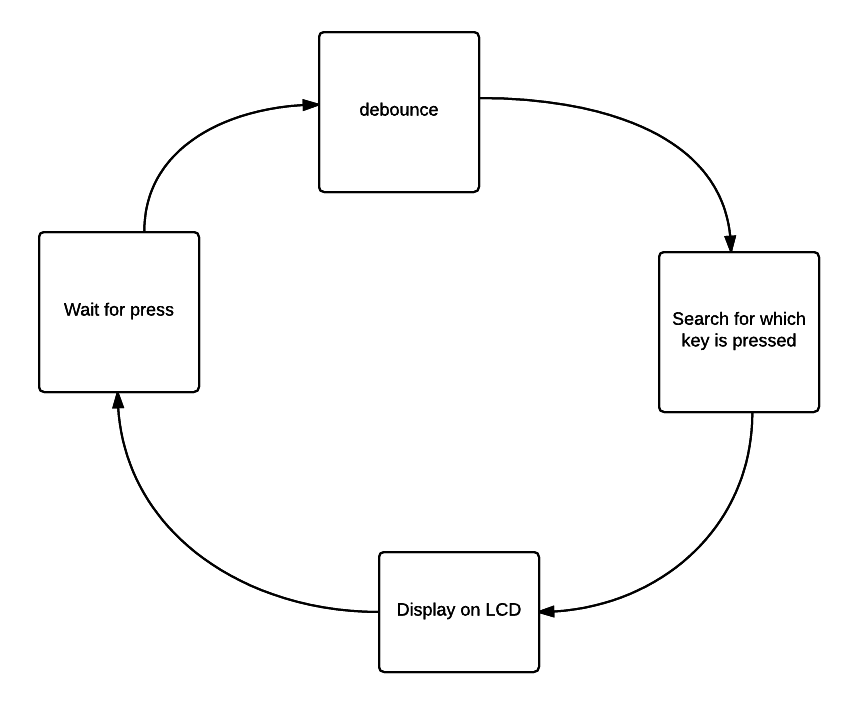 debounce
Wait for press
Search for which
key is pressed
Display on LCD